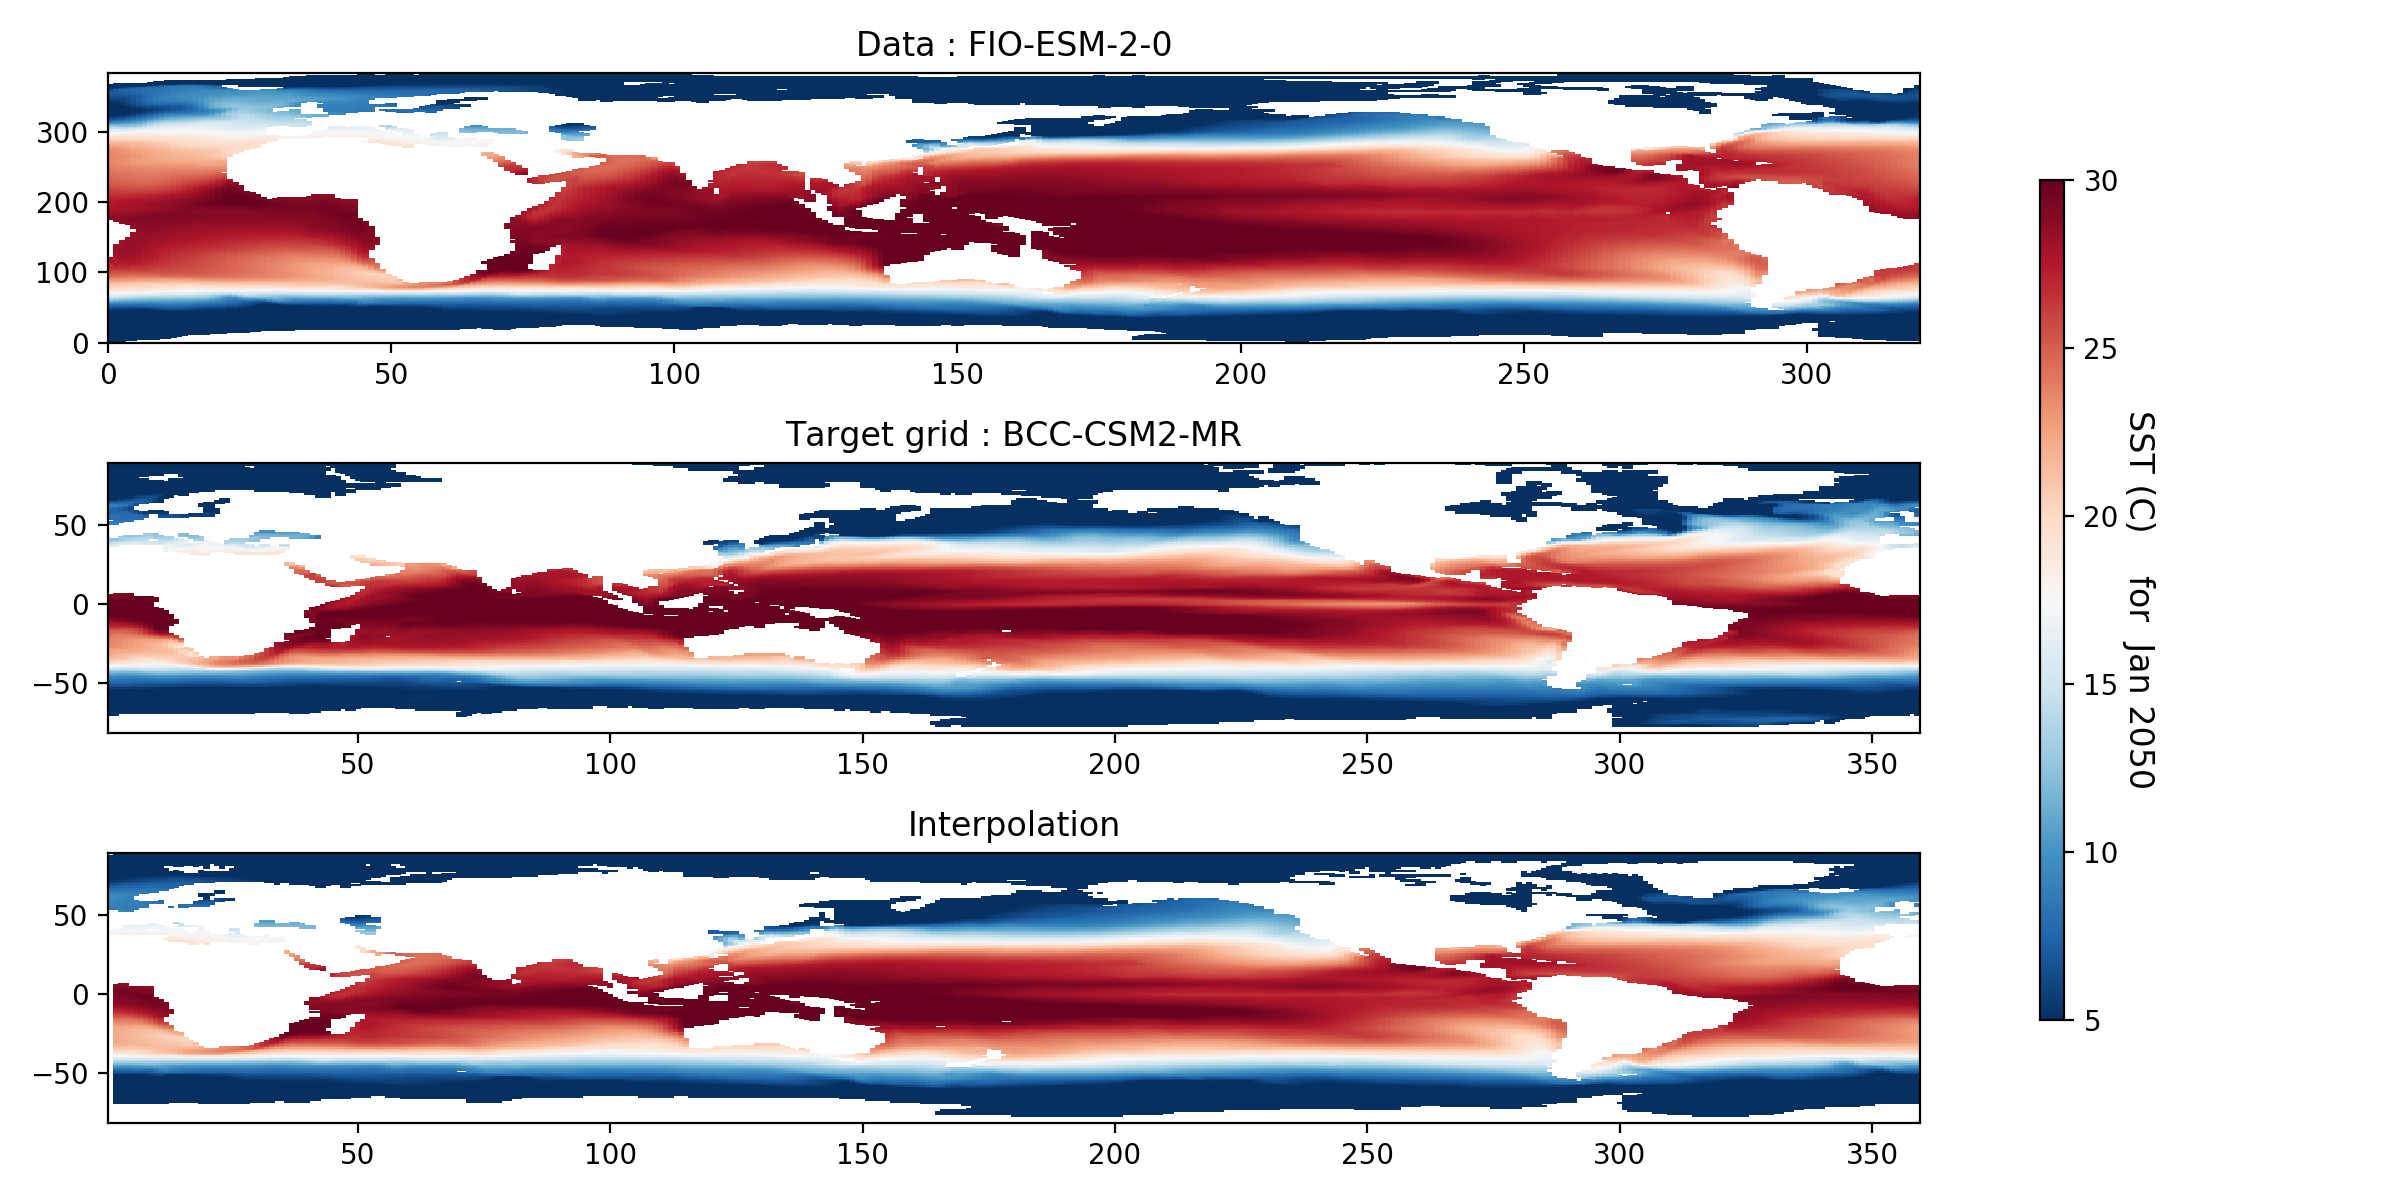 Data : FIO-ESM-2-0
300
200
100
0
0 50 100 150 200 250 300
Target grid : BCC-CSM2-MR
50
0
−50
50 100 150 200 250 300 350
Interpolation
50
0
−50
50 100 150 200 250 300 350
30
25
20
15
10
5
SST (C) for Jan 2050